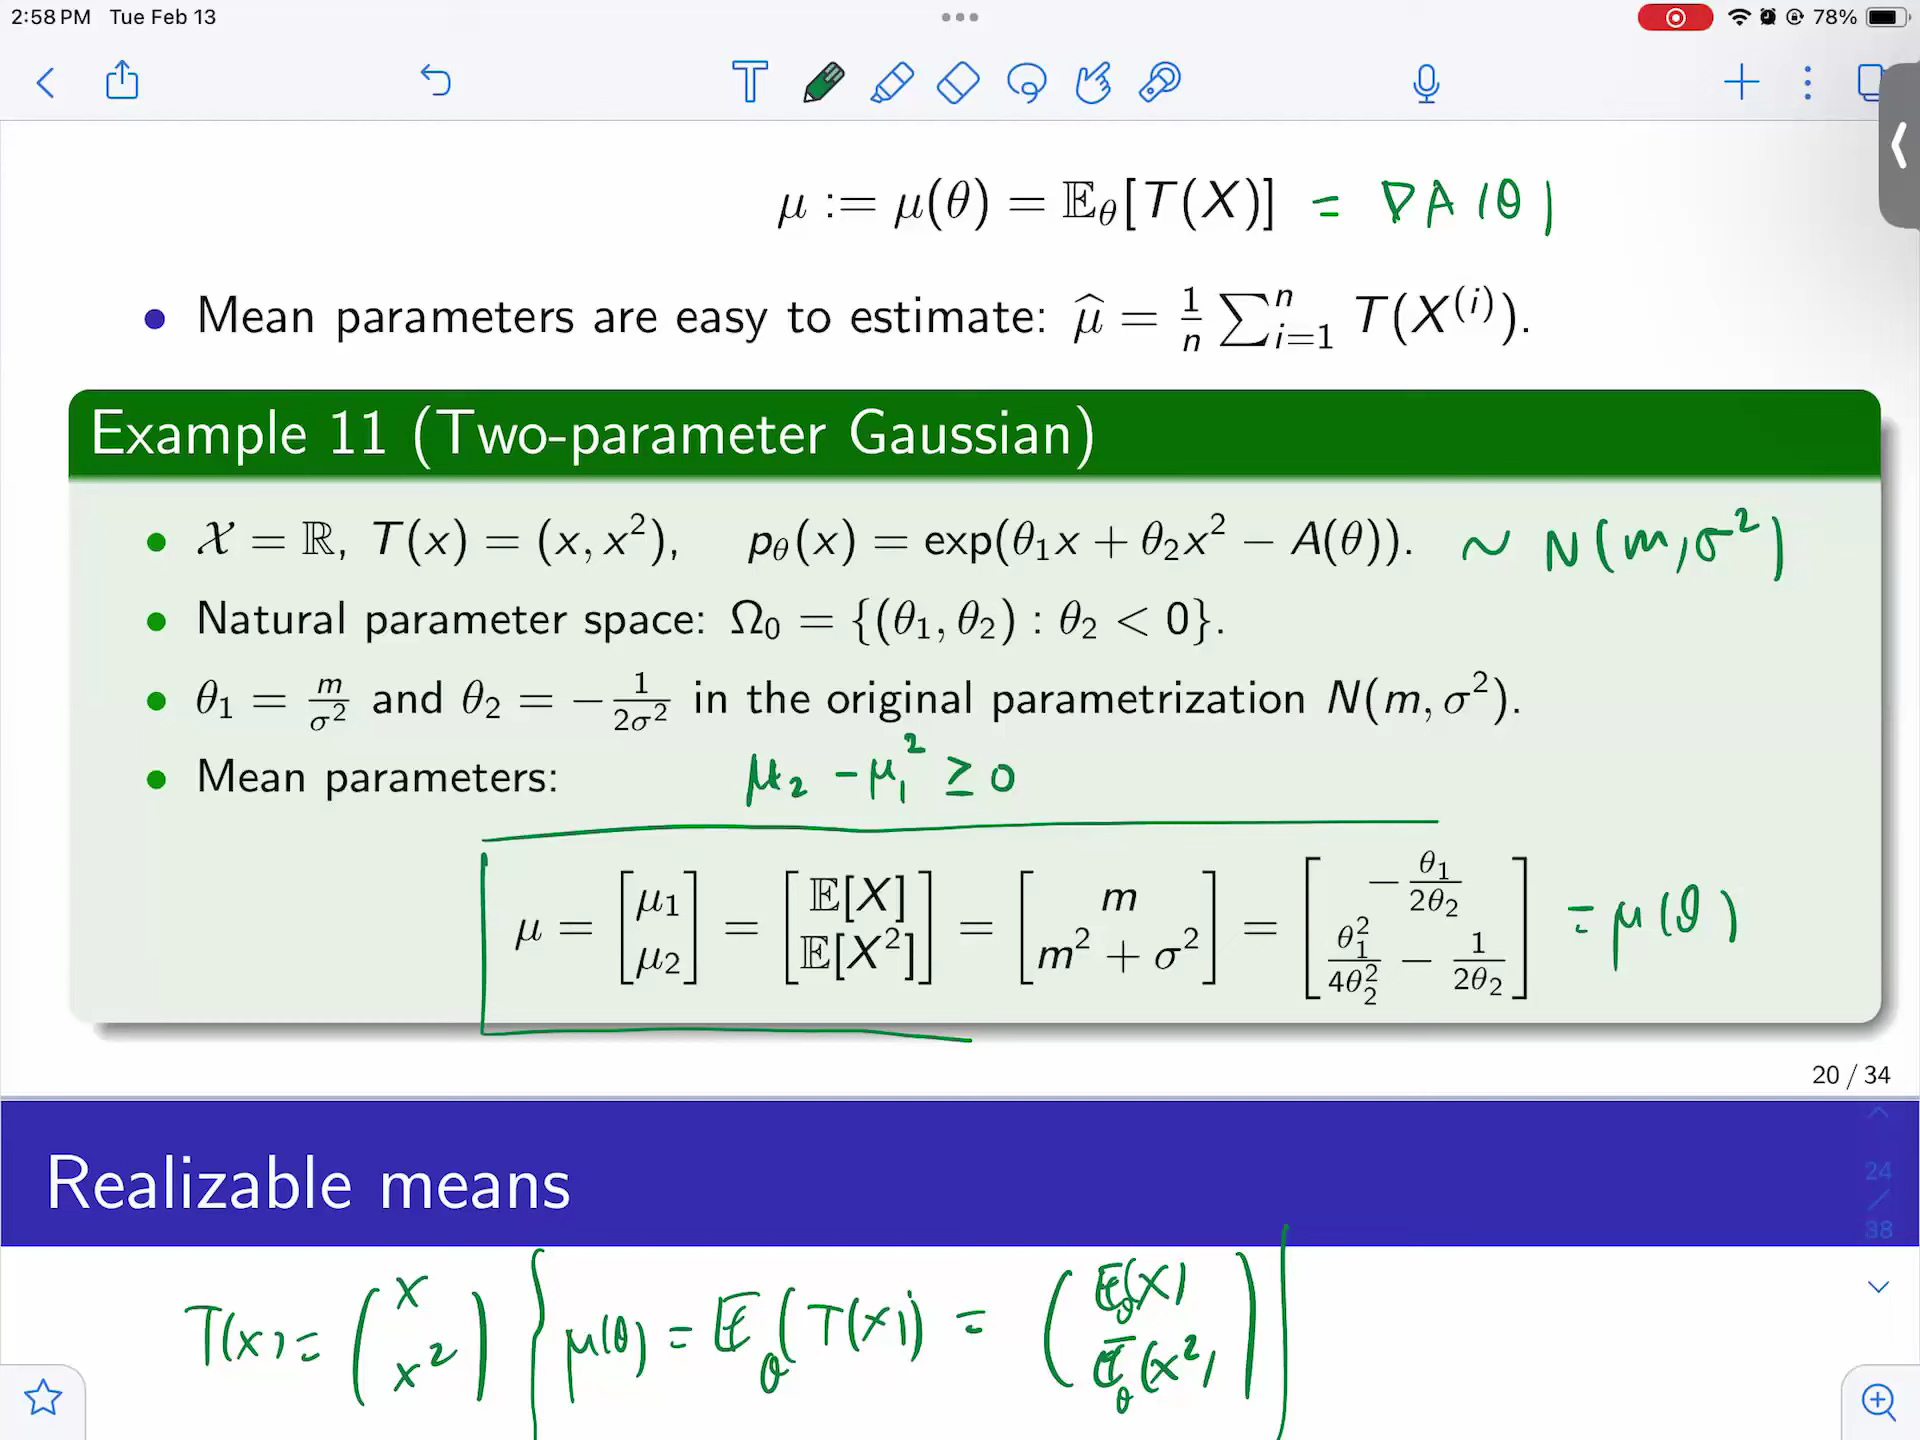 2:58 PM Tue Feb 13 78%
μ := μ(θ) = 𝔼_θ[T(X)] = ∇A(θ)
• Mean parameters are easy to estimate: μ̂ = 1/n ∑_{i=1}^n T(X^(i)).
Example 11 (Two-parameter Gaussian)
• 𝒳 = ℝ, T(x) = (x, x²), p_θ(x) = exp(θ₁x + θ₂x² − A(θ)). ~ N(m, σ²)
• Natural parameter space: Ω₀ = {(θ₁, θ₂) : θ₂ < 0}.
• θ₁ = m/σ² and θ₂ = −1/(2σ²) in the original parametrization N(m, σ²).
• Mean parameters: μ₂ − μ₁² ≥ 0
μ = [μ₁ μ₂] = [𝔼[X] 𝔼[X²]] = [m m² + σ²] = [−θ₁/(2θ₂) θ₁²/(4θ₂²) − 1/(2θ₂)] = μ(θ)
20 / 34
Realizable means
24 / 38
T(x) = (x x²) { μ(θ) = 𝔼_θ(T(X)) = (𝔼_θ(X) 𝔼_θ(X²))